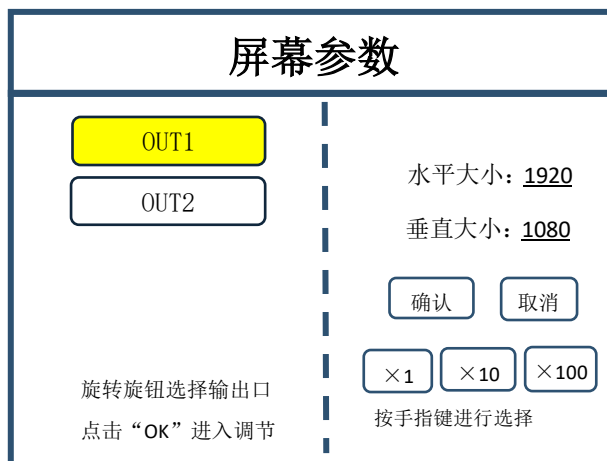 屏幕参数
OUT1
OUT2
旋转旋钮选择输出口
点击“OK”进入调节
水平大小：1920
垂直大小：1080
确认 取消
×1 ×10 ×100
按手指键进行选择